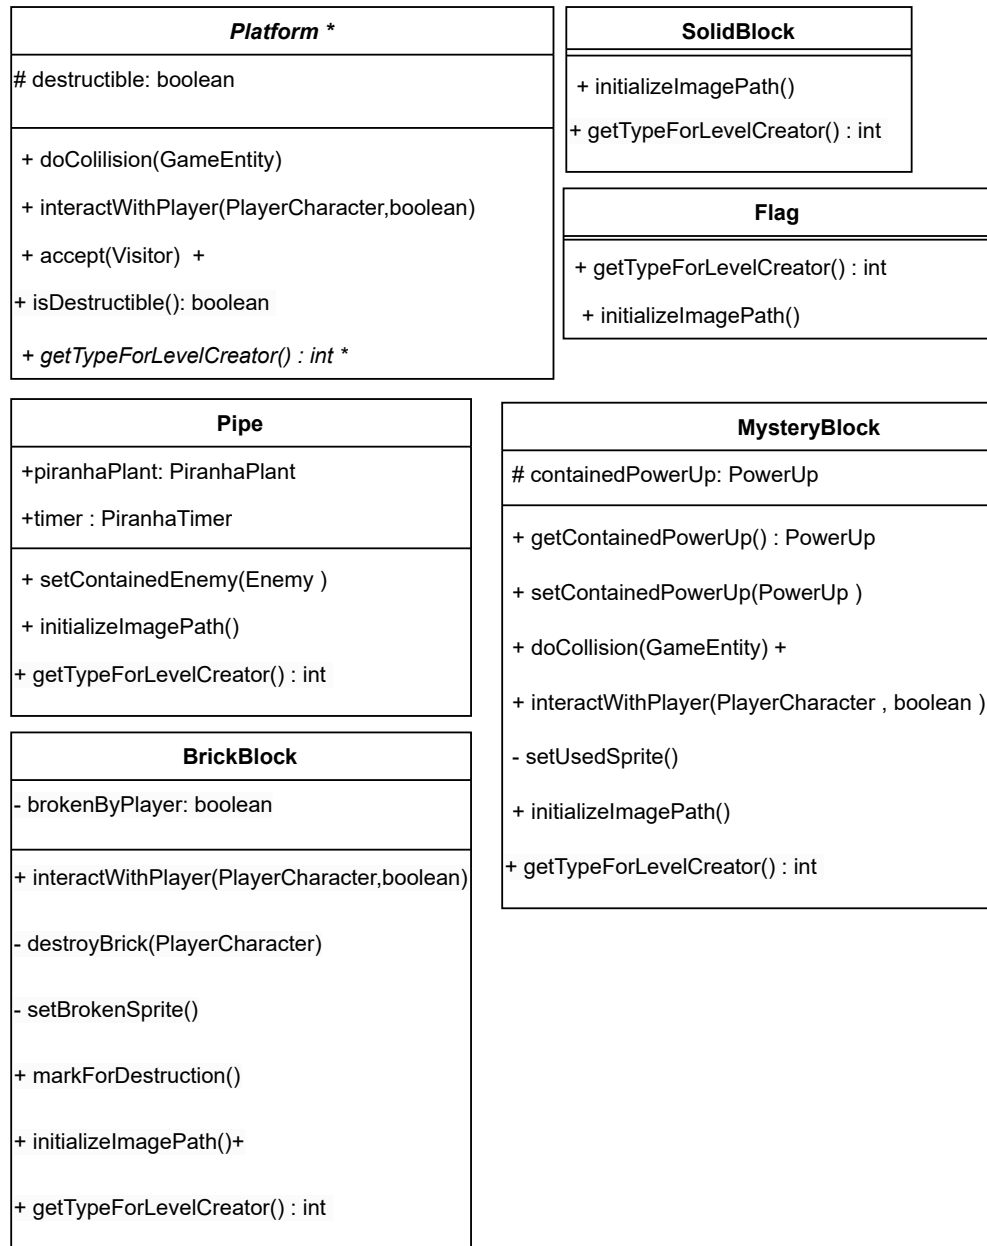 Platform *
# destructible: boolean
+ doColilision(GameEntity)
+ interactWithPlayer(PlayerCharacter,boolean)
+ accept(Visitor)  +
+ isDestructible(): boolean
+ getTypeForLevelCreator() : int *
SolidBlock
+ initializeImagePath()
+ getTypeForLevelCreator() : int
Flag
+ getTypeForLevelCreator() : int
+ initializeImagePath()
Pipe
+piranhaPlant: PiranhaPlant
+timer : PiranhaTimer
+ setContainedEnemy(Enemy )
+ initializeImagePath()
+ getTypeForLevelCreator() : int
MysteryBlock
# containedPowerUp: PowerUp
+ getContainedPowerUp() : PowerUp
+ setContainedPowerUp(PowerUp )
+ doCollision(GameEntity) +
+ interactWithPlayer(PlayerCharacter , boolean )
- setUsedSprite()
+ initializeImagePath()
+ getTypeForLevelCreator() : int
BrickBlock
- brokenByPlayer: boolean
+ interactWithPlayer(PlayerCharacter,boolean)
- destroyBrick(PlayerCharacter)
- setBrokenSprite()
+ markForDestruction()
+ initializeImagePath()+
+ getTypeForLevelCreator() : int